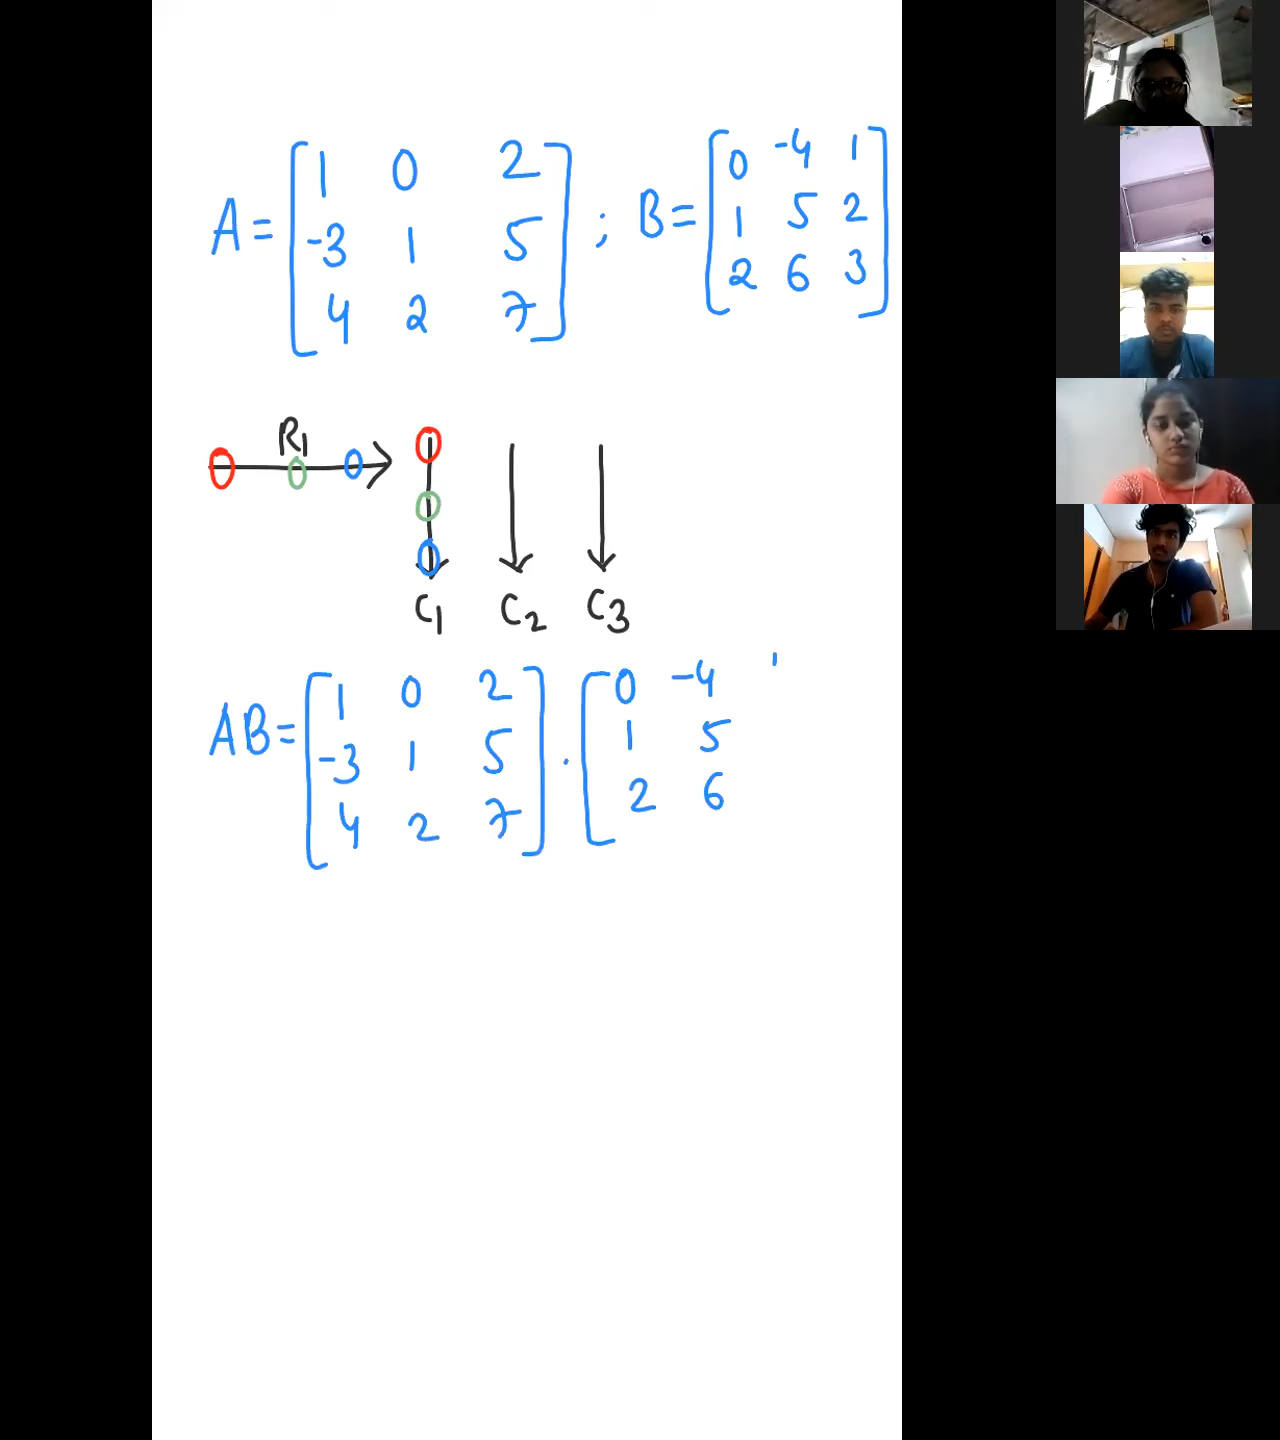 A = [ 1 0 2 ; B = [ 0 -4 1
-3 1 5 1 5 2
4 2 7 ] 2 6 3 ]
R1
C1 C2 C3
AB = [ 1 0 2 . [ 0 -4 1
-3 1 5 1 5
4 2 7 ] 2 6